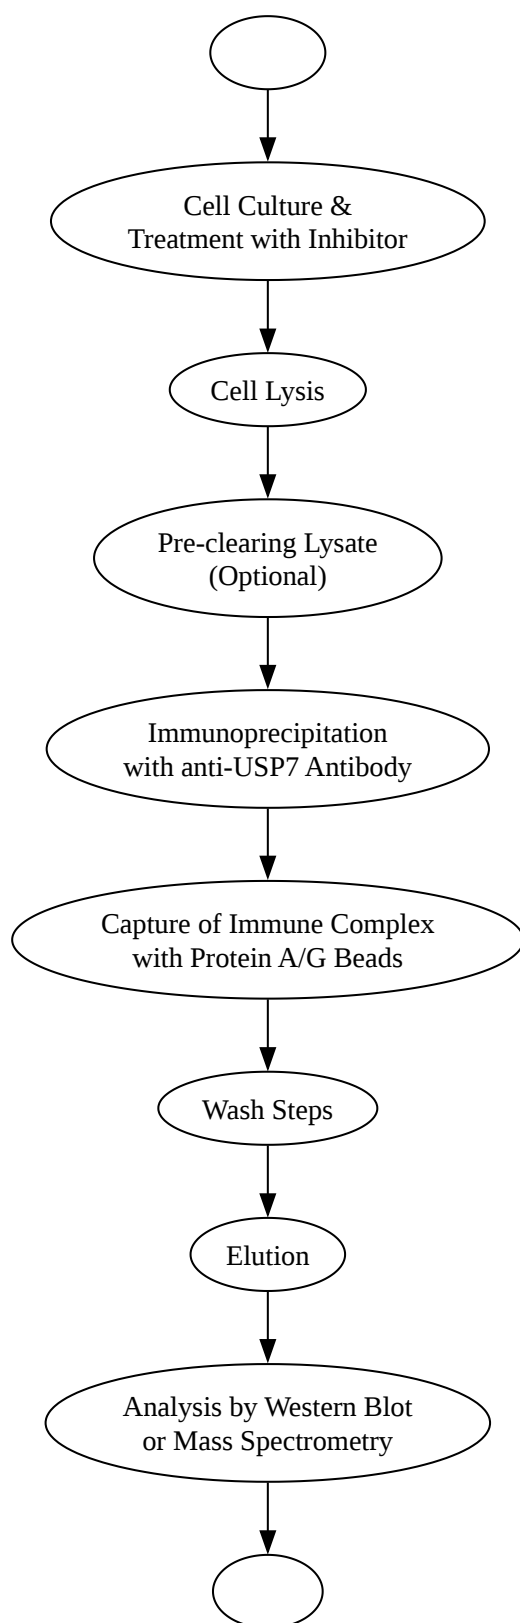 Cell Culture &
Treatment with Inhibitor
Cell Lysis
Pre-clearing Lysate
(Optional)
Immunoprecipitation
with anti-USP7 Antibody
Capture of Immune Complex
with Protein A/G Beads
Wash Steps
Elution
Analysis by Western Blot
or Mass Spectrometry